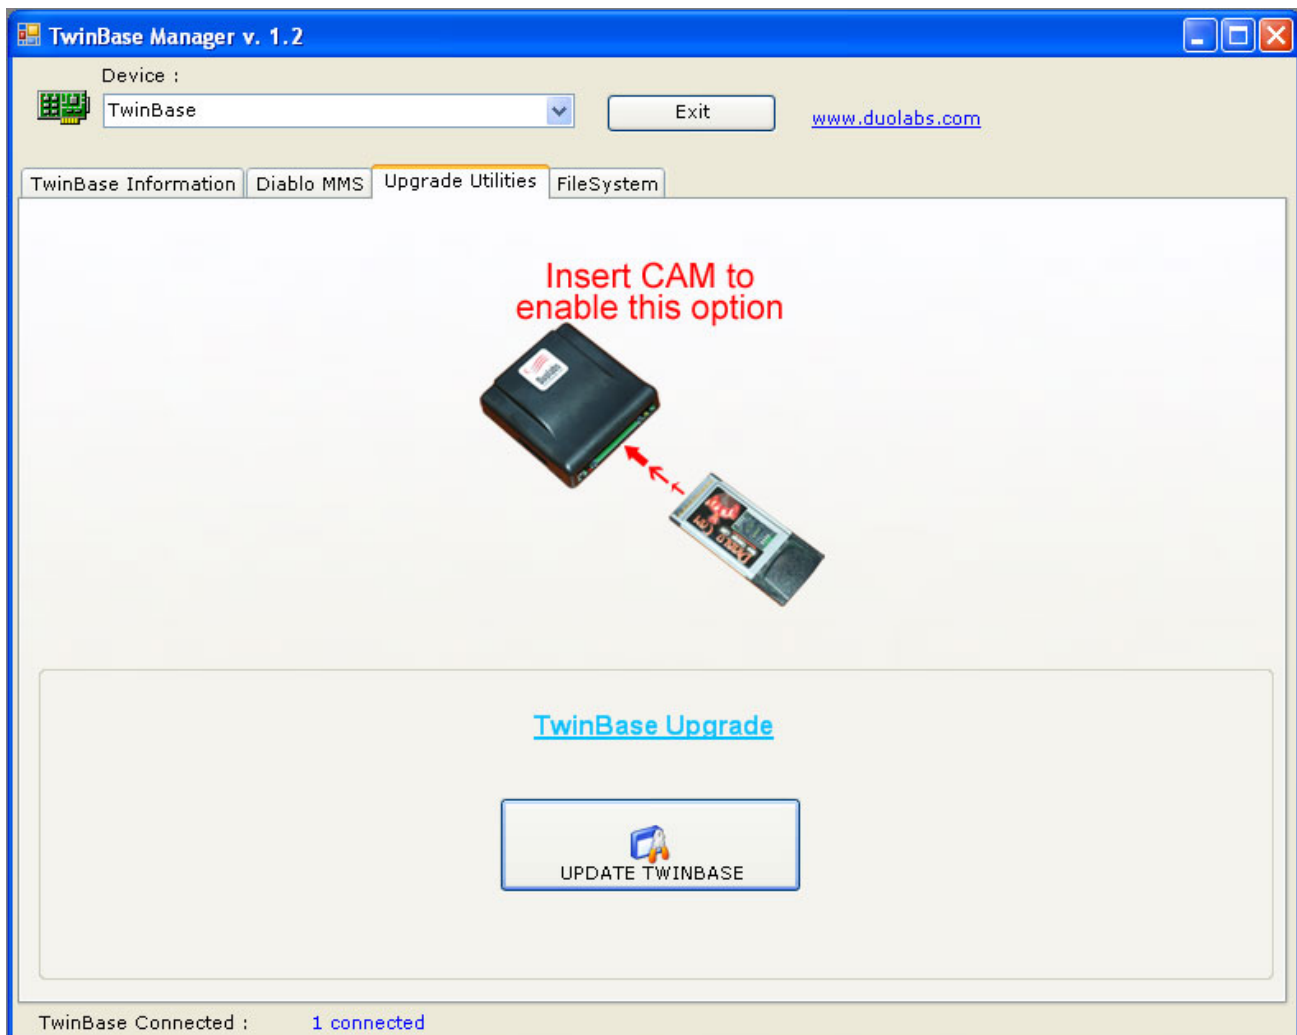 TwinBase Manager v. 1.2
Device :
TwinBase
Exit
www.duolabs.com
TwinBase Information
Diablo MMS
Upgrade Utilities
FileSystem
Insert CAM to
enable this option
Duolabs
TwinBase Upgrade
UPDATE TWINBASE
TwinBase Connected :
1 connected